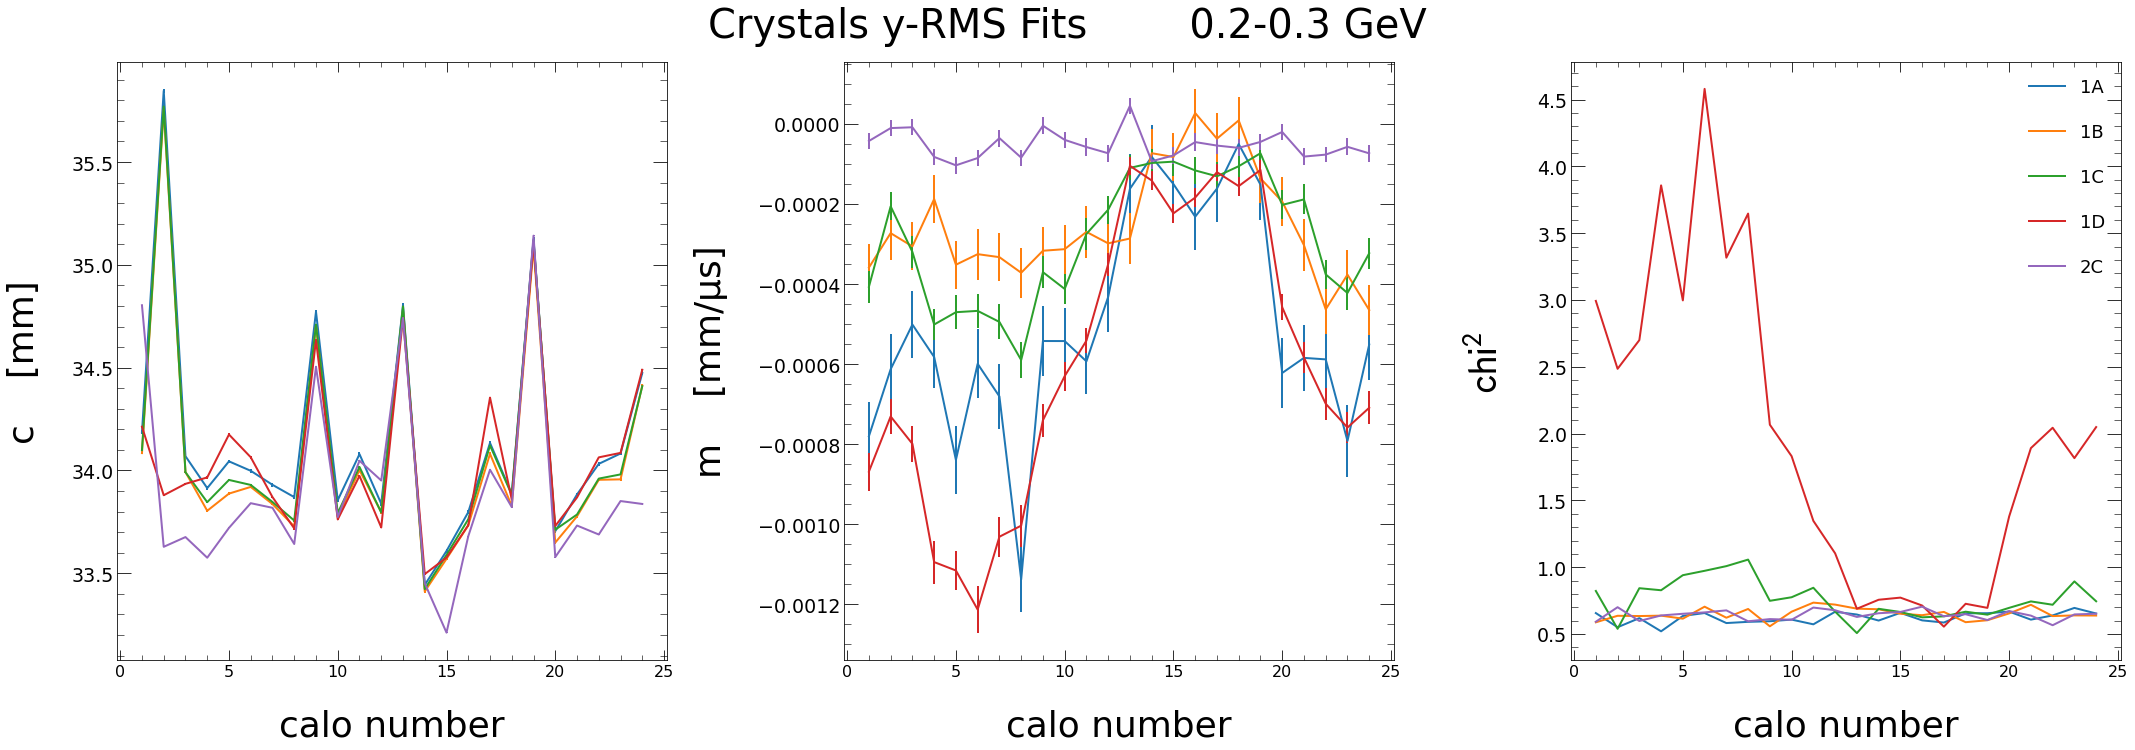 Crystals y-RMS Fits 0.2-0.3 GeV
c [mm]
35.5
35.0
34.5
34.0
33.5
0 5 10 15 20 25
calo number
m [mm/μs]
0.0000
−0.0002
−0.0004
−0.0006
−0.0008
−0.0010
−0.0012
0 5 10 15 20 25
calo number
chi²
4.5
4.0
3.5
3.0
2.5
2.0
1.5
1.0
0.5
0 5 10 15 20 25
calo number
1A
1B
1C
1D
2C